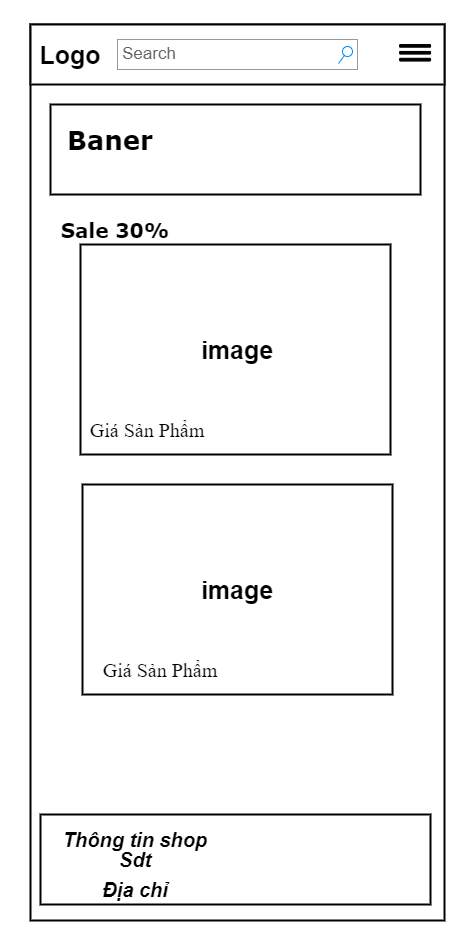 Logo
Search
Baner
Sale 30%
image
Giá Sản Phẩm
image
Giá Sản Phẩm
Thông tin shop
Sdt
Địa chỉ